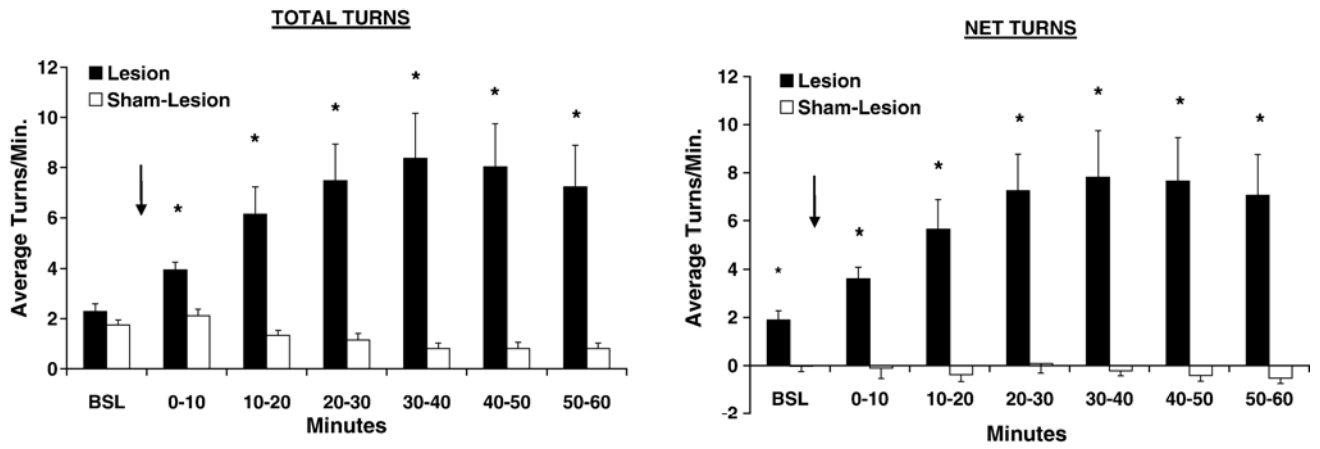 TOTAL TURNS
Average Turns/Min.
12
10
8
6
4
2
0
Lesion
Sham-Lesion
*
*
*
*
*
*
BSL 0-10 10-20 20-30 30-40 40-50 50-60
Minutes
NET TURNS
Average Turns/Min.
12
10
8
6
4
2
0
-2
Lesion
Sham-Lesion
*
*
*
*
*
*
*
BSL 0-10 10-20 20-30 30-40 40-50 50-60
Minutes